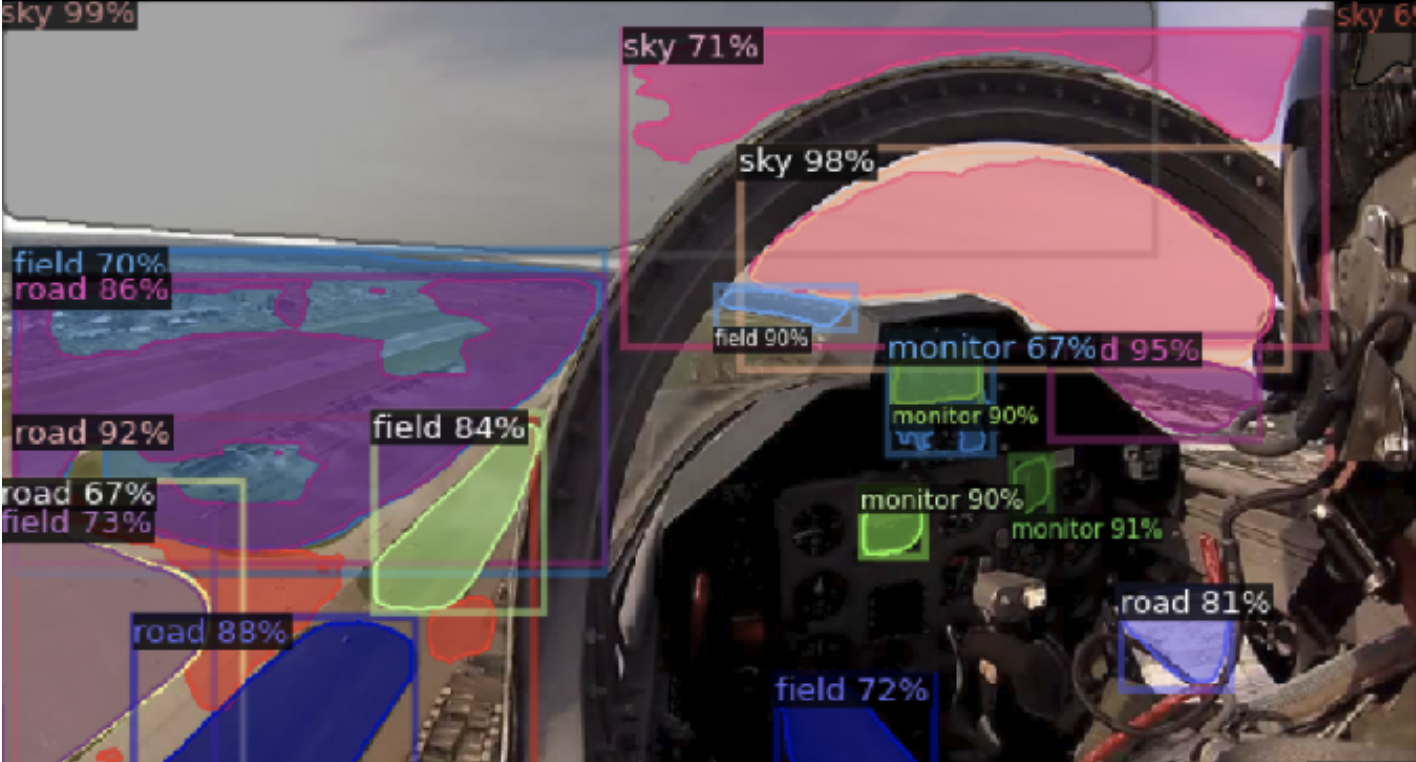 sky 99%
sky 6
sky 71%
sky 98%
field 70%
road 86%
field 90%
monitor 67%
d 95%
monitor 90%
road 92%
field 84%
road 67%
monitor 90%
field 73%
monitor 91%
road 81%
road 88%
field 72%